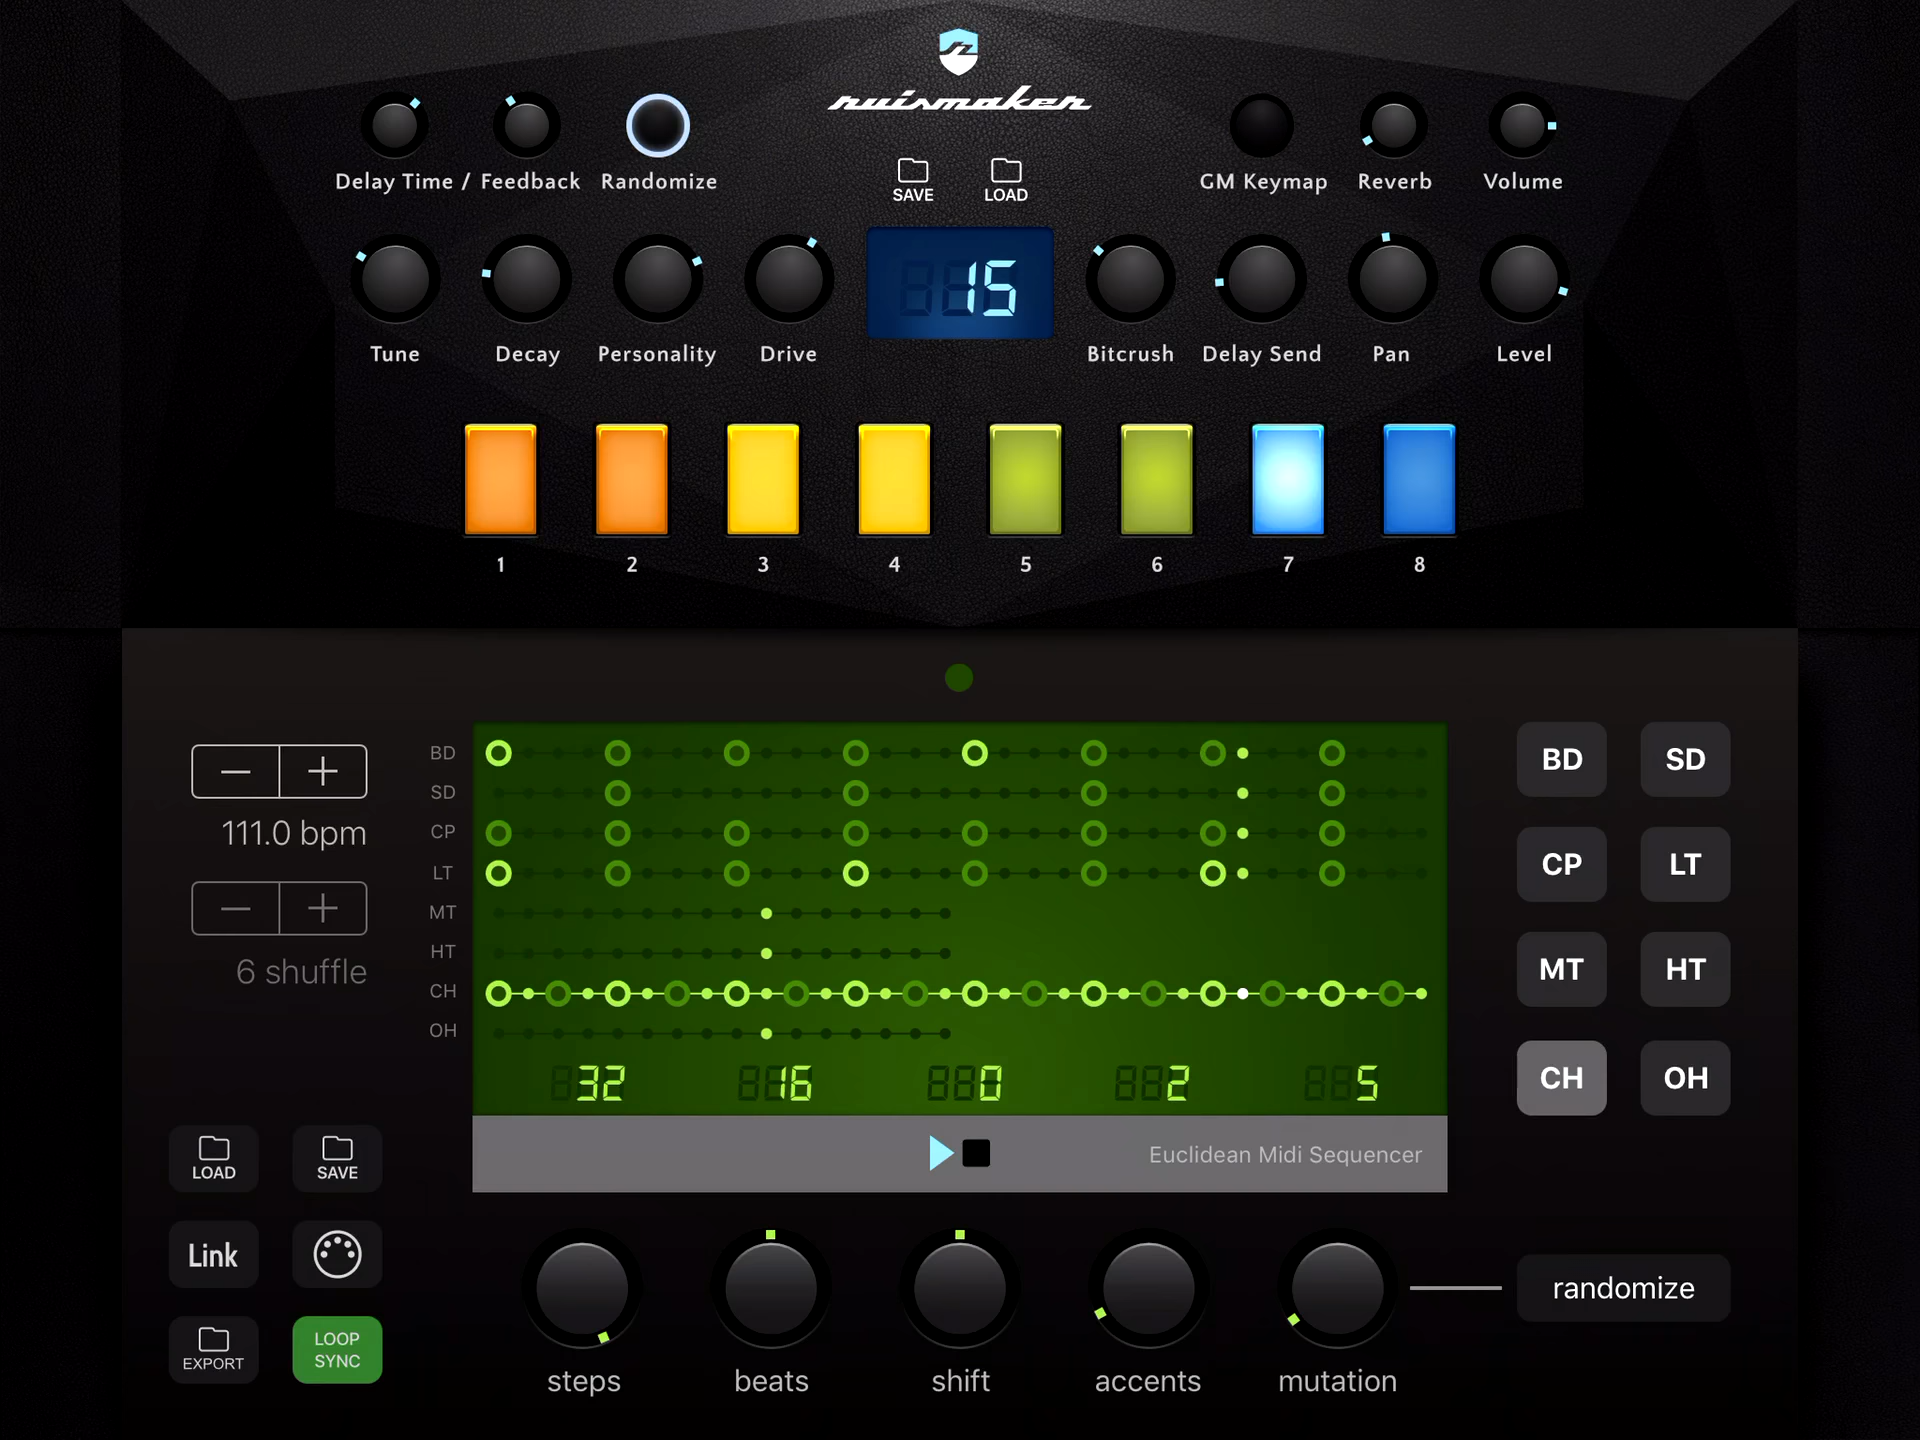 ruismaker
Delay Time / Feedback
Randomize
SAVE
LOAD
GM Keymap
Reverb
Volume
15
Tune
Decay
Personality
Drive
Bitcrush
Delay Send
Pan
Level
1
2
3
4
5
6
7
8
111.0 bpm
6 shuffle
BD
SD
CP
LT
MT
HT
CH
OH
32
16
0
2
5
Euclidean Midi Sequencer
BD
SD
CP
LT
MT
HT
CH
OH
LOAD
SAVE
Link
EXPORT
LOOP
SYNC
steps
beats
shift
accents
mutation
randomize